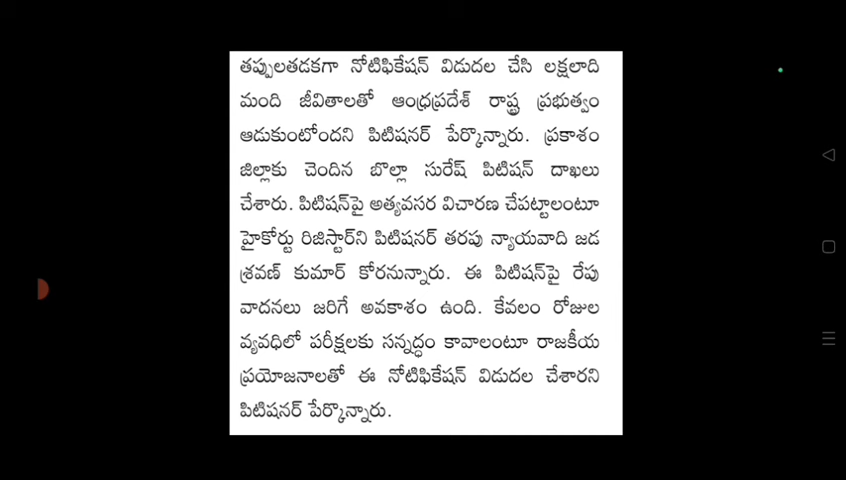 తప్పులతడకగా నోటిఫికేషన్ విడుదల చేసి లక్షలాది
మంది జీవితాలతో ఆంధ్రప్రదేశ్ రాష్ట్ర ప్రభుత్వం
ఆడుకుంటోందని పిటిషనర్ పేర్కొన్నారు. ప్రకాశం
జిల్లాకు చెందిన బొల్లా సురేష్ పిటిషన్ దాఖలు
చేశారు. పిటిషన్‌పై అత్యవసర విచారణ చేపట్టాలంటూ
హైకోర్టు రిజిస్టార్‌ని పిటిషనర్ తరపు న్యాయవాది జడ
శ్రవణ్ కుమార్ కోరనున్నారు. ఈ పిటిషన్‌పై రేపు
వాదనలు జరిగే అవకాశం ఉంది. కేవలం రోజుల
వ్యవధిలో పరీక్షలకు సన్నద్ధం కావాలంటూ రాజకీయ
ప్రయోజనాలతో ఈ నోటిఫికేషన్ విడుదల చేశారని
పిటిషనర్ పేర్కొన్నారు.